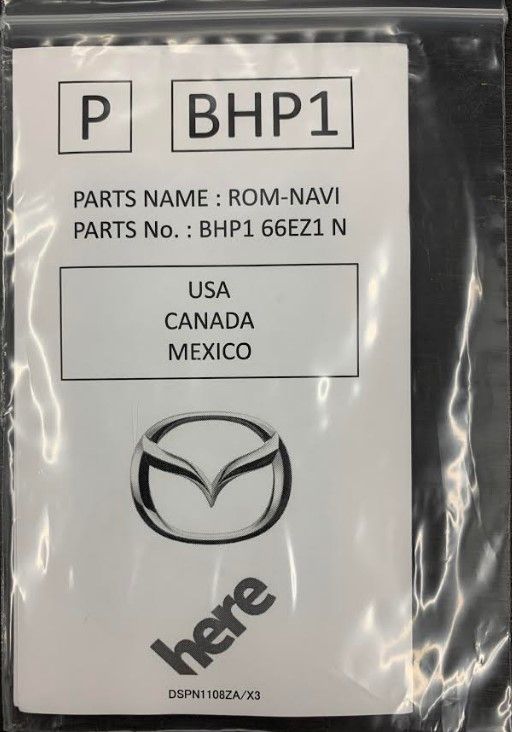 P BHP1
PARTS NAME : ROM-NAVI
PARTS No. : BHP1 66EZ1 N
USA
CANADA
MEXICO
here
DSPN1108ZA/X3